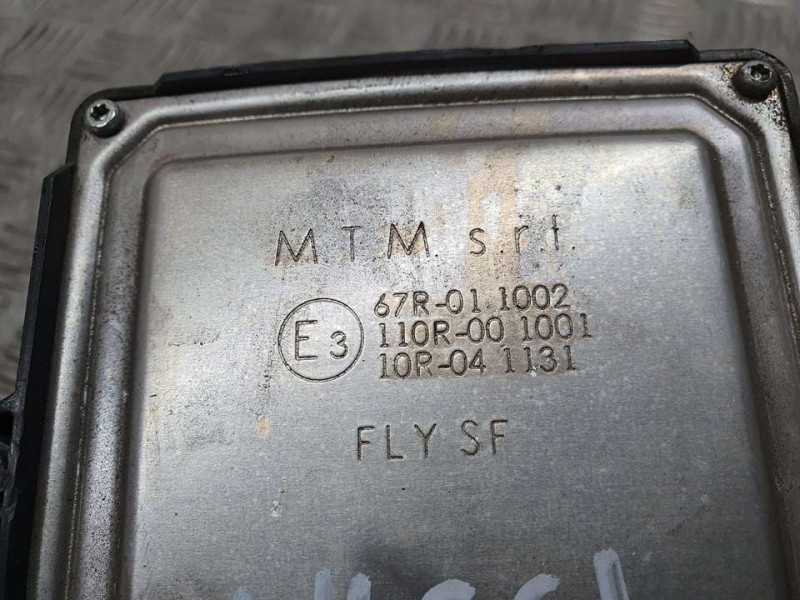 M.T.M s.r.l.
67R-01 1002
E3 110R-00 1001
10R-04 1131
FLY SF